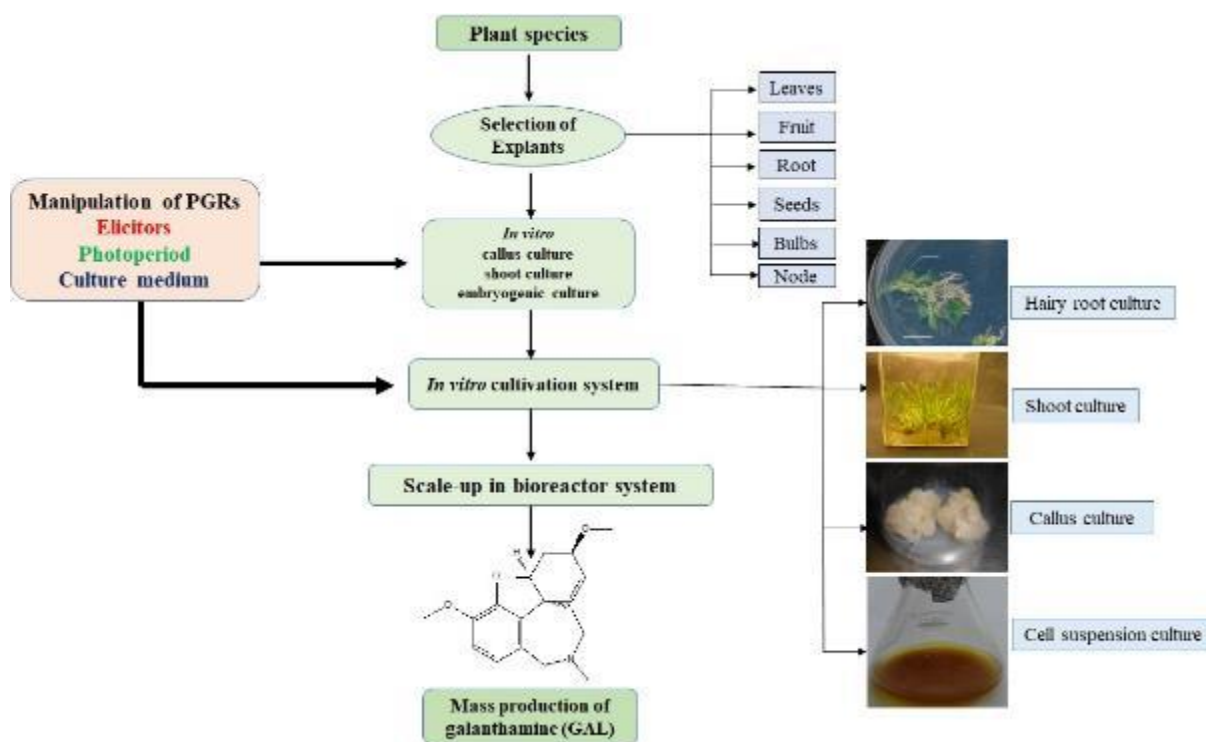 Plant species
Selection of
Explants
Leaves
Fruit
Root
Seeds
Bulbs
Node
Manipulation of PGRs
Elicitors
Photoperiod
Culture medium
In vitro
callus culture
shoot culture
embryogenic culture
In vitro cultivation system
Hairy root culture
Shoot culture
Callus culture
Cell suspension culture
Scale-up in bioreactor system
O
H
O
O
N
Mass production of
galanthamine (GAL)